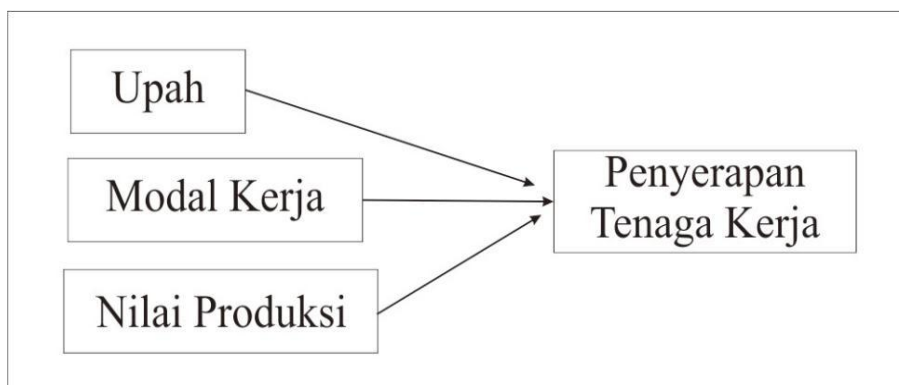 Upah
Modal Kerja
Nilai Produksi
Penyerapan
Tenaga Kerja